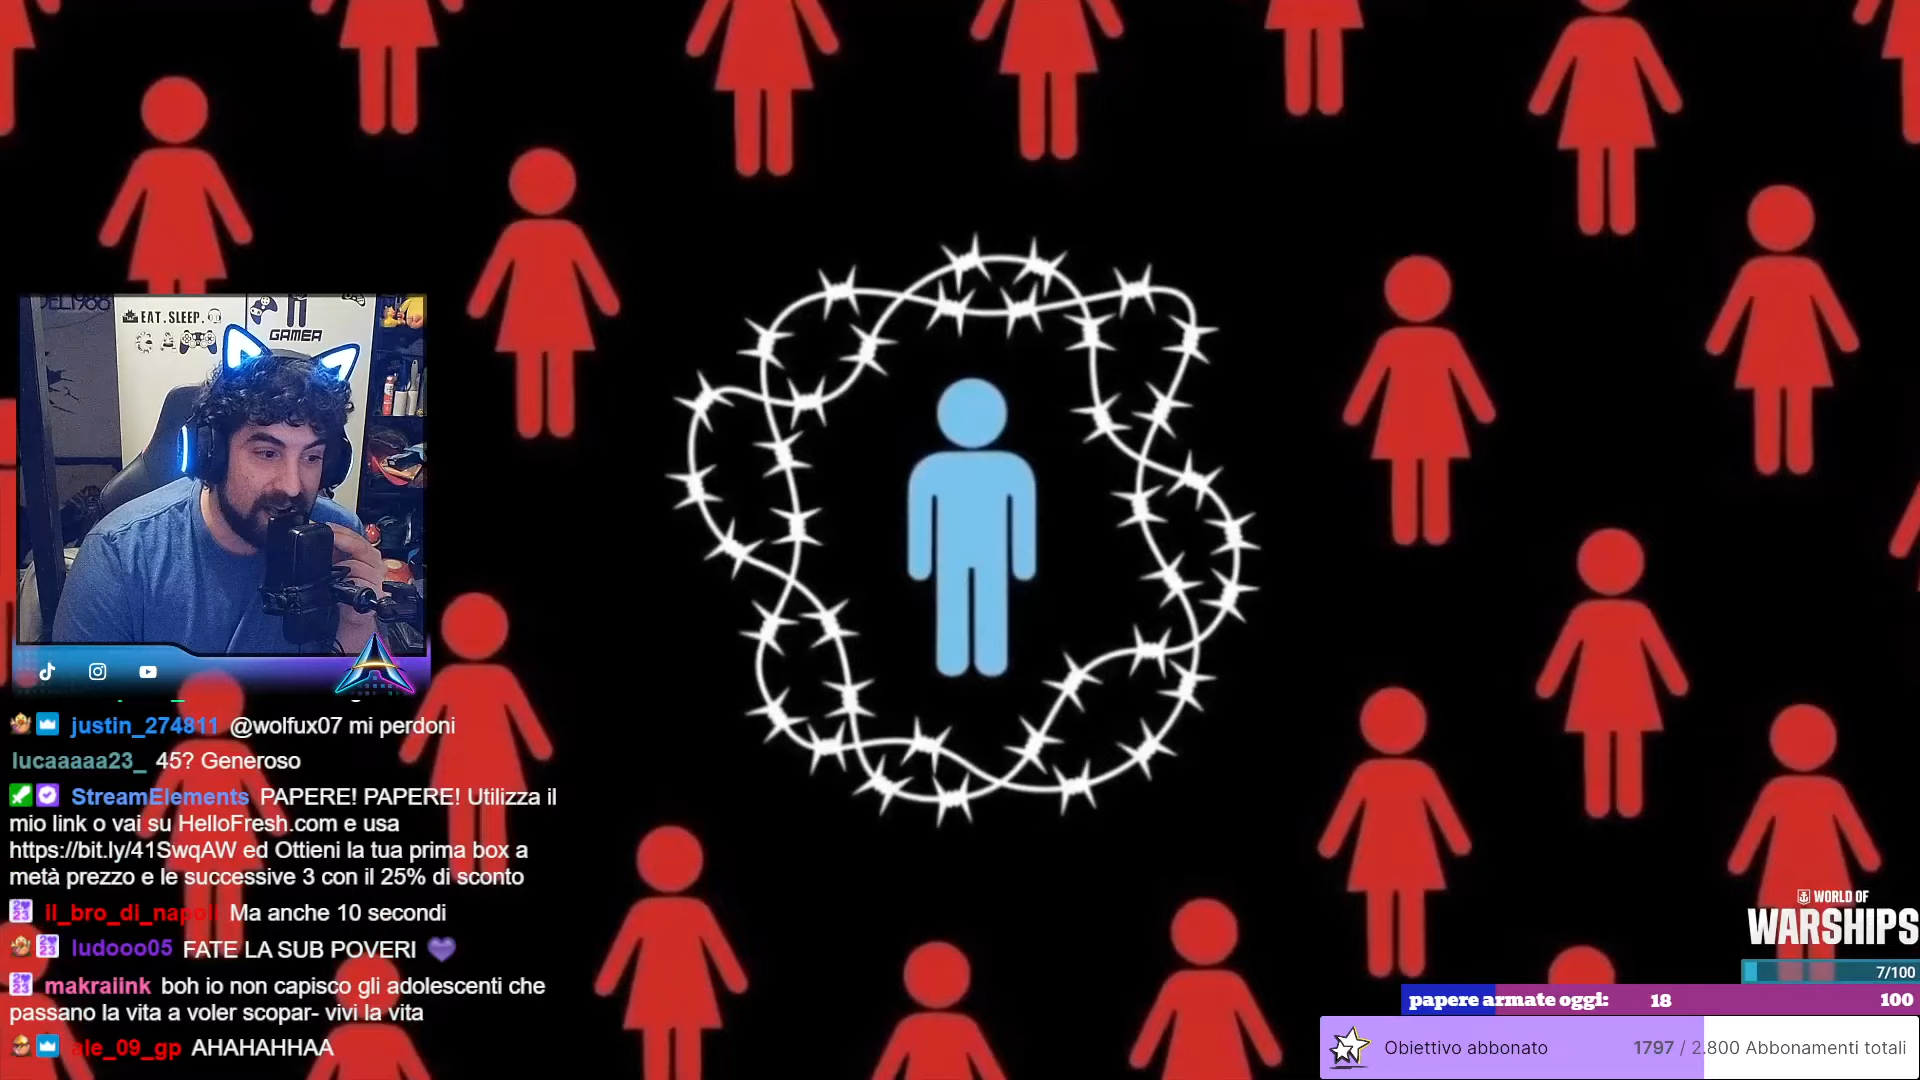 EAT.SLEEP.
GAMER
justin_274811 @wolfux07 mi perdoni
lucaaaaa23_ 45? Generoso
StreamElements PAPERE! PAPERE! Utilizza il
mio link o vai su HelloFresh.com e usa
https://bit.ly/41SwqAW ed Ottieni la tua prima box a
metà prezzo e le successive 3 con il 25% di sconto
il_bro_di_napoli Ma anche 10 secondi
ludooo05 FATE LA SUB POVERI 💜
makraiink boh io non capisco gli adolescenti che
passano la vita a voler scopar- vivi la vita
ale_09_gp AHAHAHHAA
WORLD OF
WARSHIPS
7/100
papere armate oggi: 18 100
Obiettivo abbonato 1797 / 2.800 Abbonamenti totali